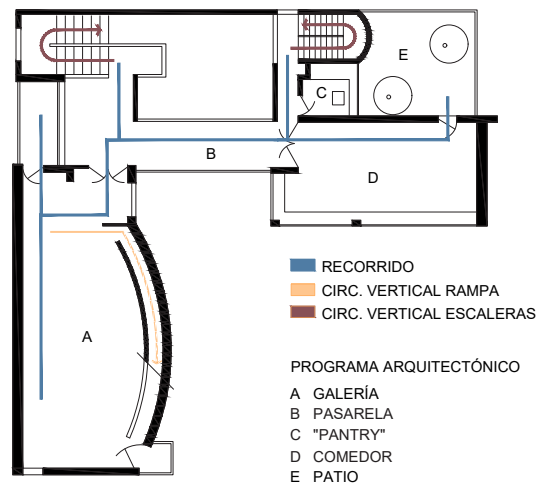 E
C
B
D
A
RECORRIDO
CIRC. VERTICAL RAMPA
CIRC. VERTICAL ESCALERAS
PROGRAMA ARQUITECTÓNICO
A GALERÍA
B PASARELA
C "PANTRY"
D COMEDOR
E PATIO